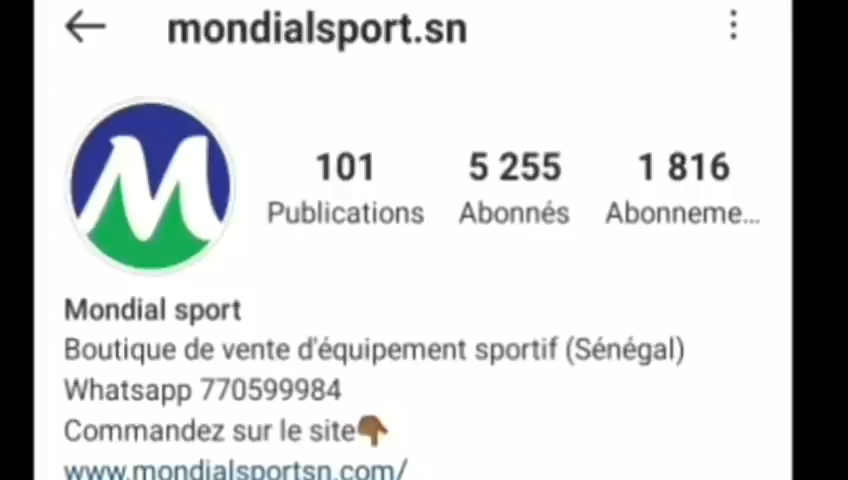 mondialsport.sn
M
101 5 255 1 816
Publications Abonnés Abonneme...
Mondial sport
Boutique de vente d'équipement sportif (Sénégal)
Whatsapp 770599984
Commandez sur le site👇🏾
www.mondialsportsn.com/